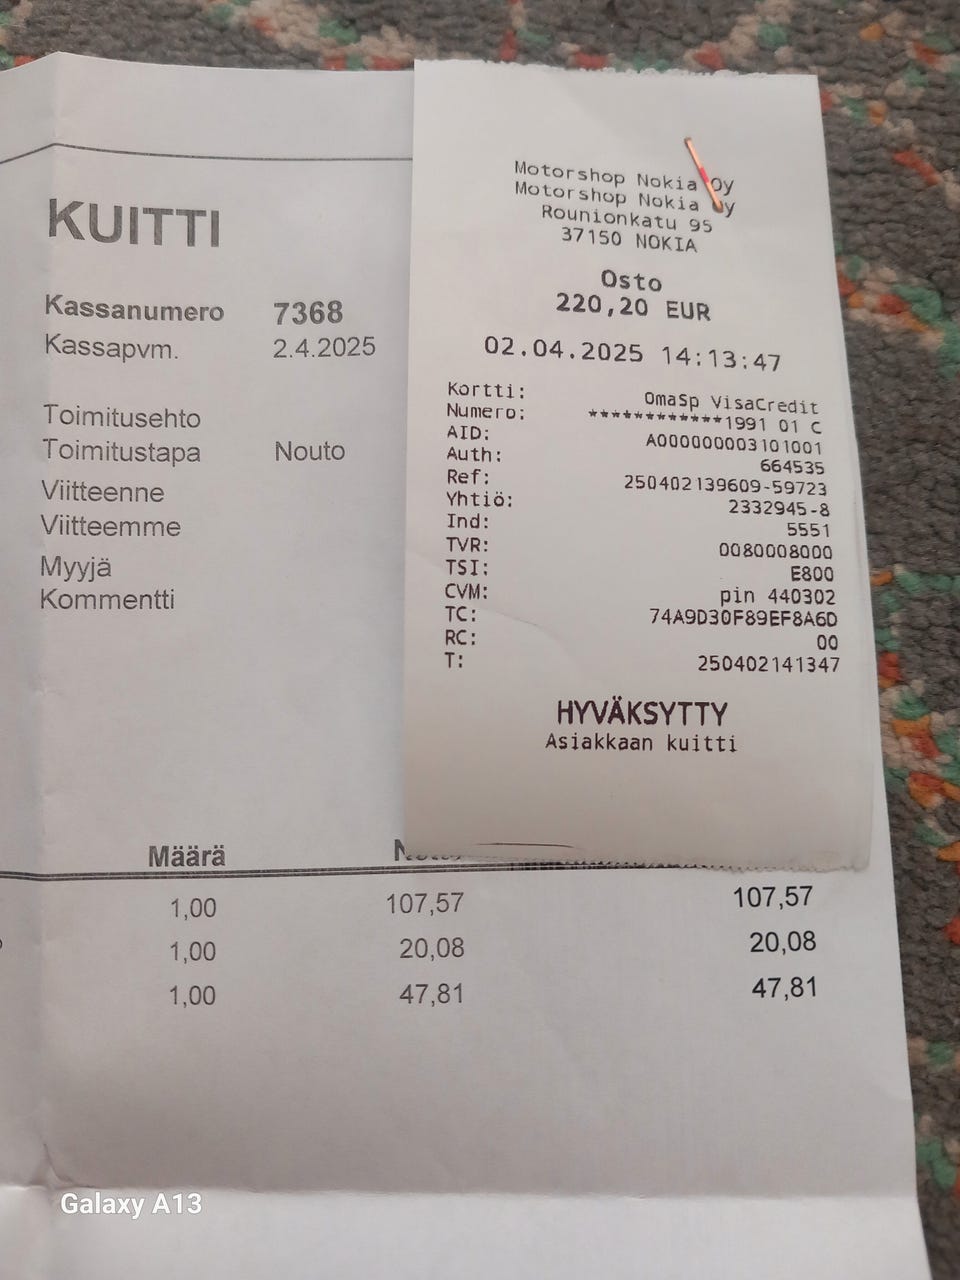 KUITTI
Kassanumero 7368
Kassapvm. 2.4.2025
Toimitusehto
Toimitustapa Nouto
Viitteenne
Viitteemme
Myyjä
Kommentti
Motorshop Nokia Oy
Motorshop Nokia Oy
Rounionkatu 95
37150 NOKIA
Osto
220,20 EUR
02.04.2025 14:13:47
Kortti: OmaSp VisaCredit
Numero: ************1991 01 C
AID: A0000000031010​01
Auth: 664535
Ref: 250402139609-59723
Yhtiö: 2332945-8
Ind: 5551
TVR: 0080008000
TSI: E800
CVM: pin 440302
TC: 74A9D30F89EF8A6D
RC: 00
T: 250402141347
HYVÄKSYTTY
Asiakkaan kuitti
Määrä
1,00 107,57 107,57
1,00 20,08 20,08
1,00 47,81 47,81
Galaxy A13